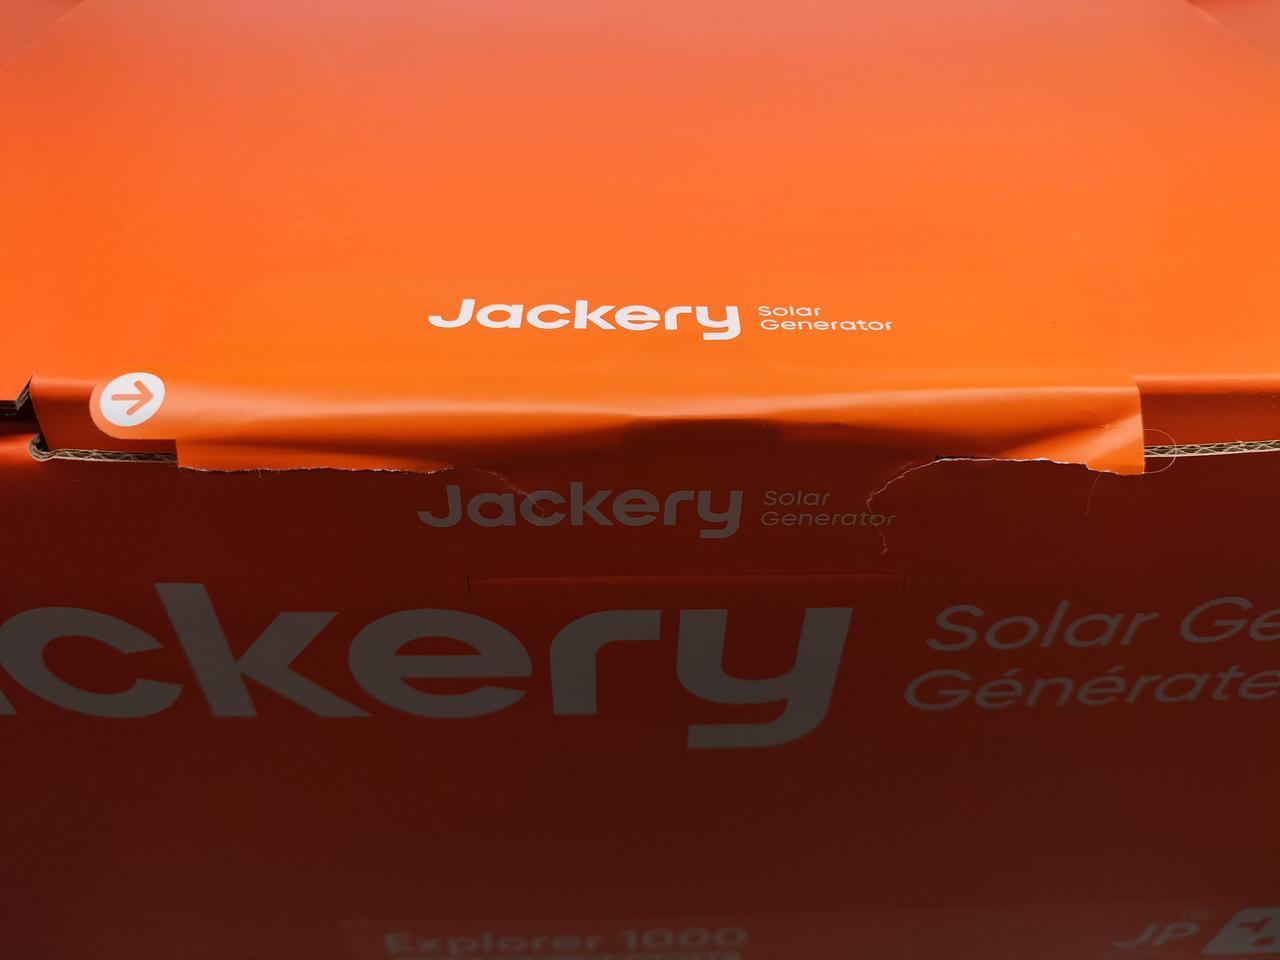 Jackery Solar
Generator
Jackery Solar
Generator
ckery Solar Ge
Générate
Explorer 1000
JP